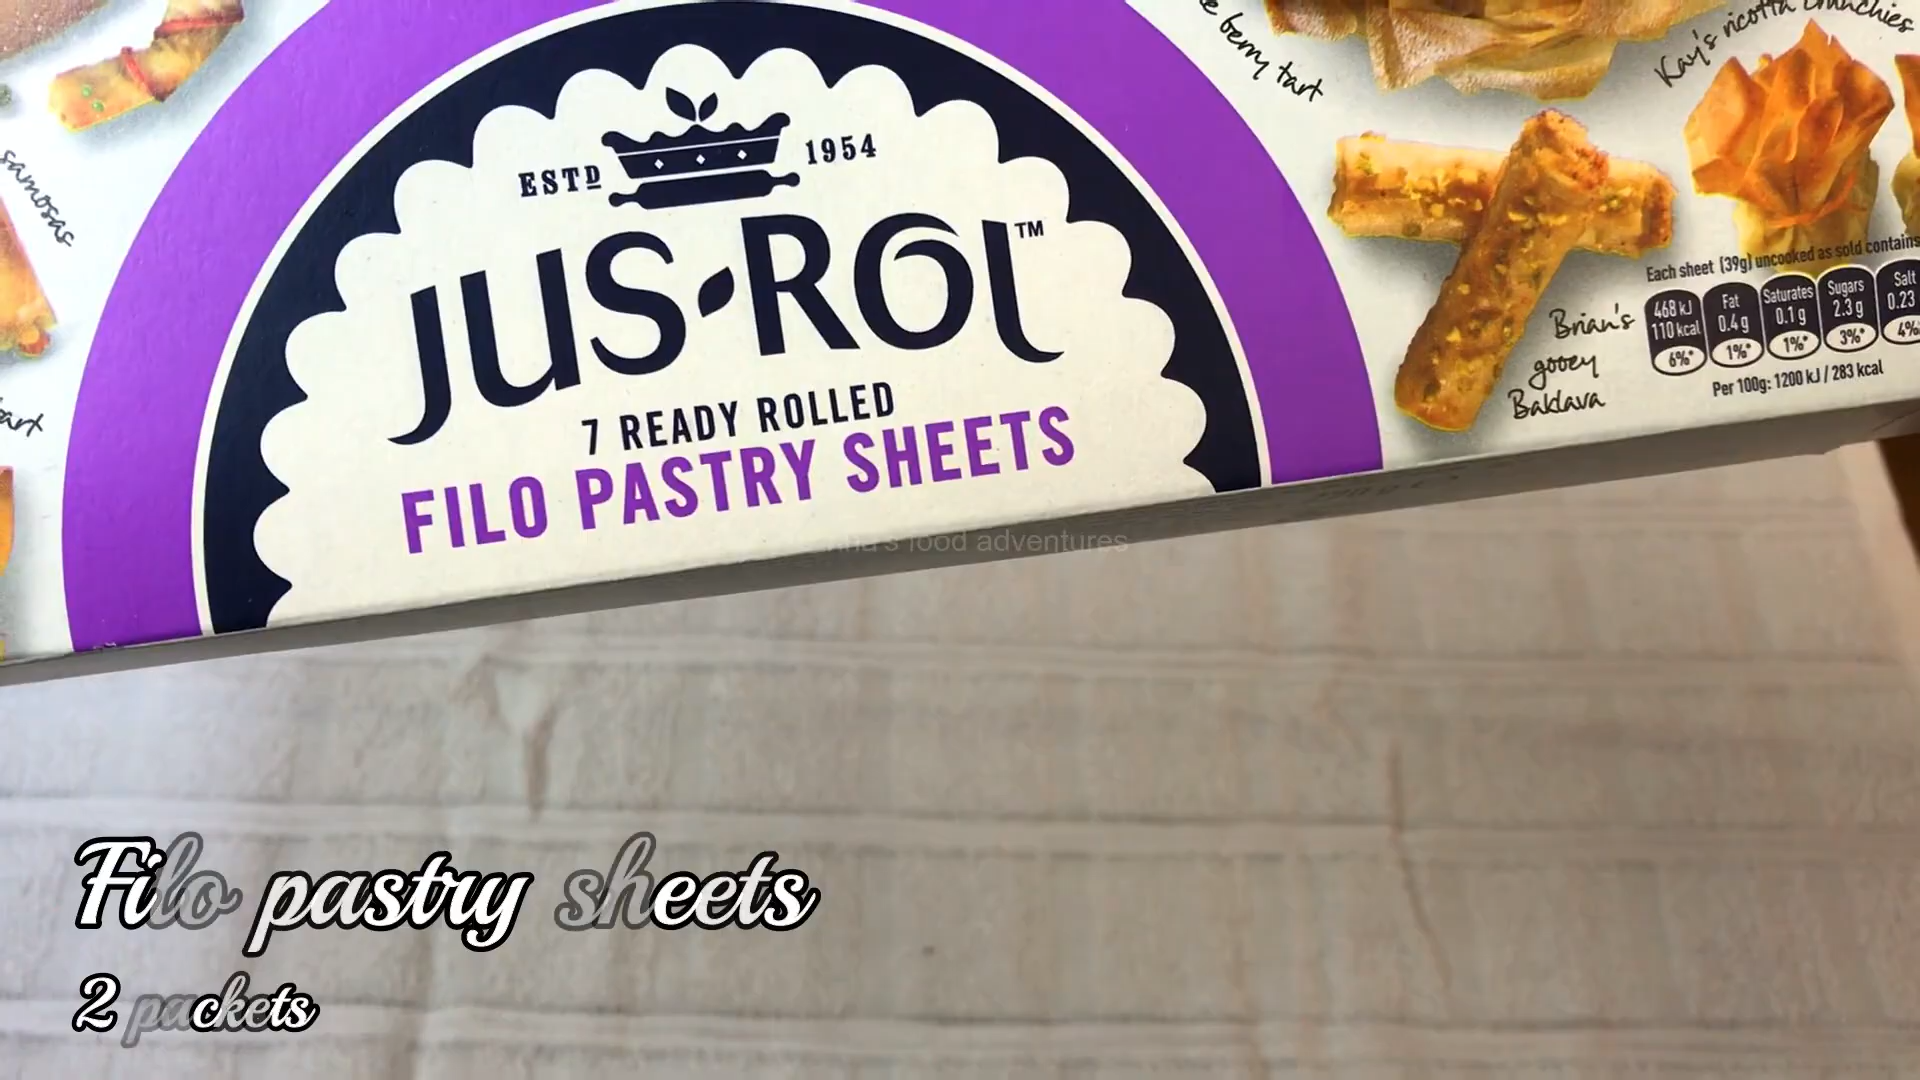 berry tart
Kay's ricotta crunchies
samosas
ESTD 1954
JUS-ROL™
7 READY ROLLED
FILO PASTRY SHEETS
Brian's
gooey
Baklava
Each sheet (39g) uncooked as sold contains
468 kJ
110 kcal
6%*
Fat
0.4g
1%*
Saturates
0.1g
1%*
Sugars
2.3g
3%*
Salt
0.23
4%
Per 100g: 1200 kJ / 283 kcal
food adventures
Filo pastry sheets
2 packets